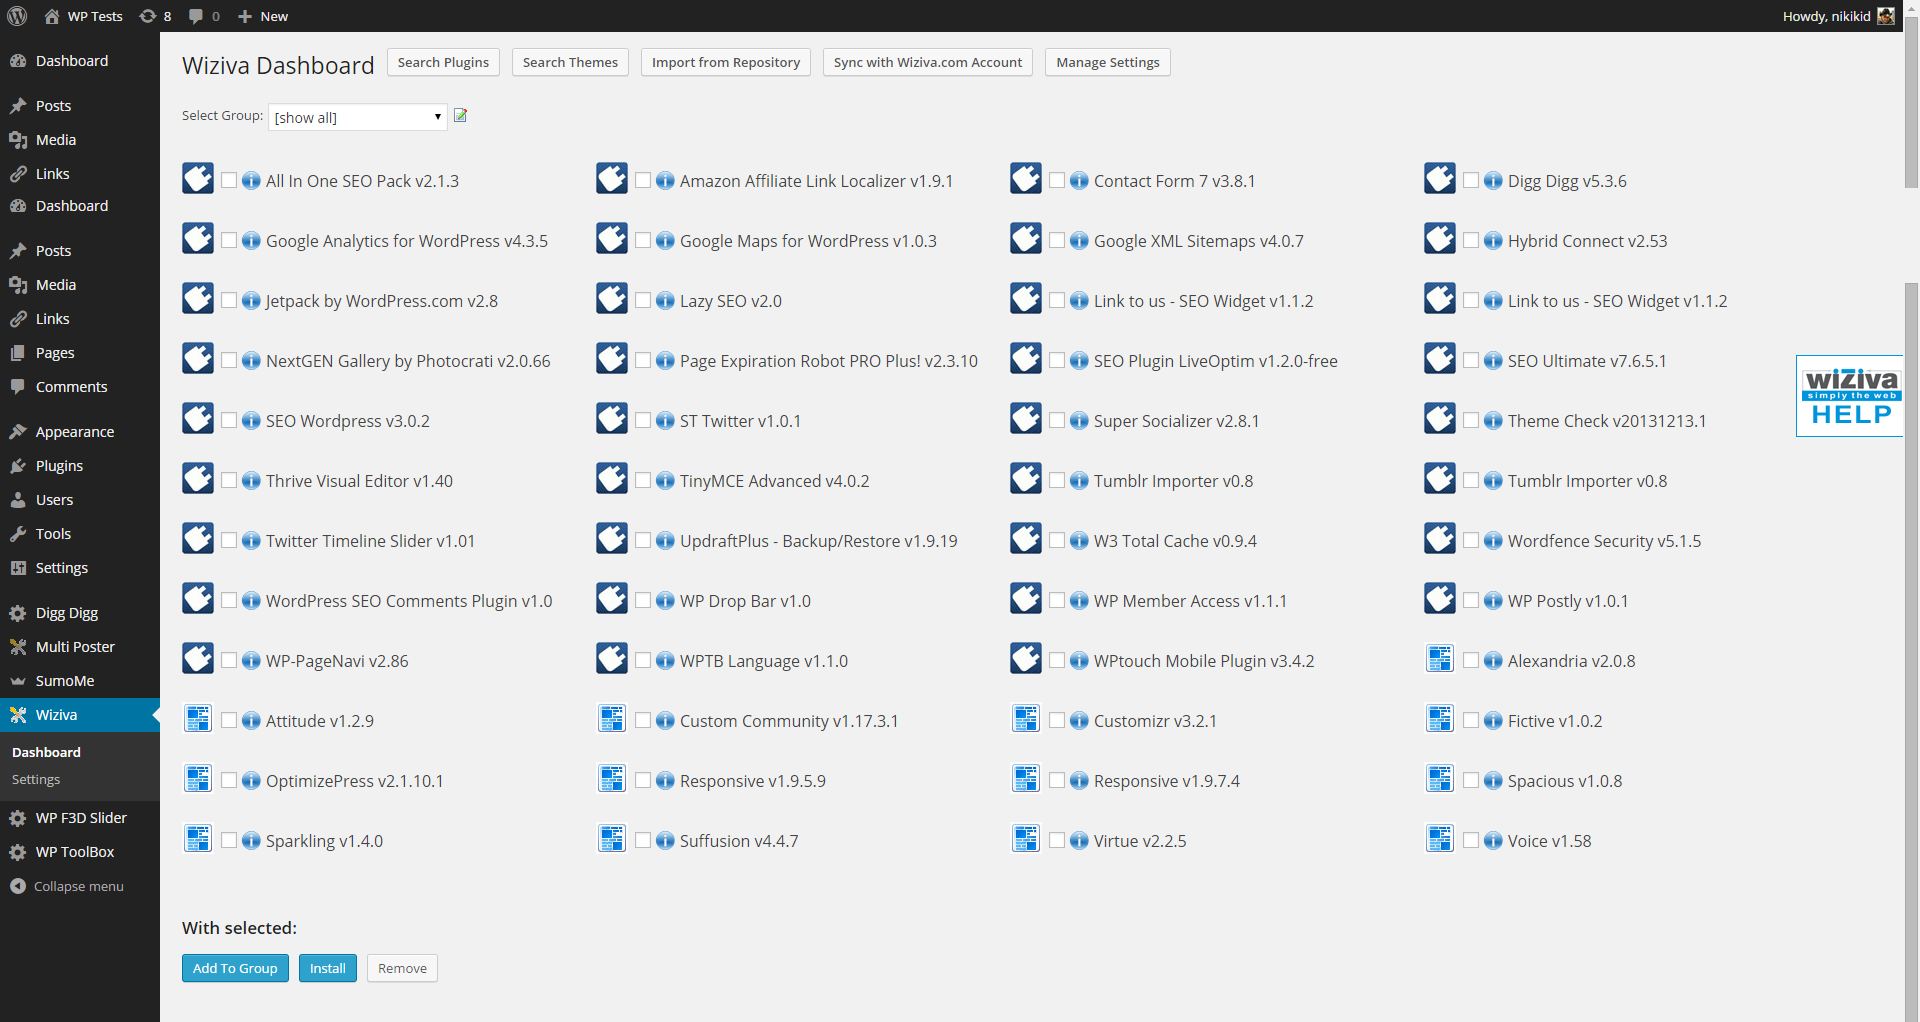 WP Tests 8 0 New Howdy, nikikid
Dashboard
Posts
Media
Links
Dashboard
Posts
Media
Links
Pages
Comments
Appearance
Plugins
Users
Tools
Settings
Digg Digg
Multi Poster
SumoMe
Wiziva
Dashboard
Settings
WP F3D Slider
WP ToolBox
Collapse menu
Wiziva Dashboard Search Plugins Search Themes Import from Repository Sync with Wiziva.com Account Manage Settings
Select Group: [show all]
All In One SEO Pack v2.1.3 Amazon Affiliate Link Localizer v1.9.1 Contact Form 7 v3.8.1 Digg Digg v5.3.6
Google Analytics for WordPress v4.3.5 Google Maps for WordPress v1.0.3 Google XML Sitemaps v4.0.7 Hybrid Connect v2.53
Jetpack by WordPress.com v2.8 Lazy SEO v2.0 Link to us - SEO Widget v1.1.2 Link to us - SEO Widget v1.1.2
NextGEN Gallery by Photocrati v2.0.66 Page Expiration Robot PRO Plus! v2.3.10 SEO Plugin LiveOptim v1.2.0-free SEO Ultimate v7.6.5.1
SEO Wordpress v3.0.2 ST Twitter v1.0.1 Super Socializer v2.8.1 Theme Check v20131213.1
Thrive Visual Editor v1.40 TinyMCE Advanced v4.0.2 Tumblr Importer v0.8 Tumblr Importer v0.8
Twitter Timeline Slider v1.01 UpdraftPlus - Backup/Restore v1.9.19 W3 Total Cache v0.9.4 Wordfence Security v5.1.5
WordPress SEO Comments Plugin v1.0 WP Drop Bar v1.0 WP Member Access v1.1.1 WP Postly v1.0.1
WP-PageNavi v2.86 WPTB Language v1.1.0 WPtouch Mobile Plugin v3.4.2 Alexandria v2.0.8
Attitude v1.2.9 Custom Community v1.17.3.1 Customizr v3.2.1 Fictive v1.0.2
OptimizePress v2.1.10.1 Responsive v1.9.5.9 Responsive v1.9.7.4 Spacious v1.0.8
Sparkling v1.4.0 Suffusion v4.4.7 Virtue v2.2.5 Voice v1.58
With selected:
Add To Group Install Remove
wiziva
simply the web
HELP